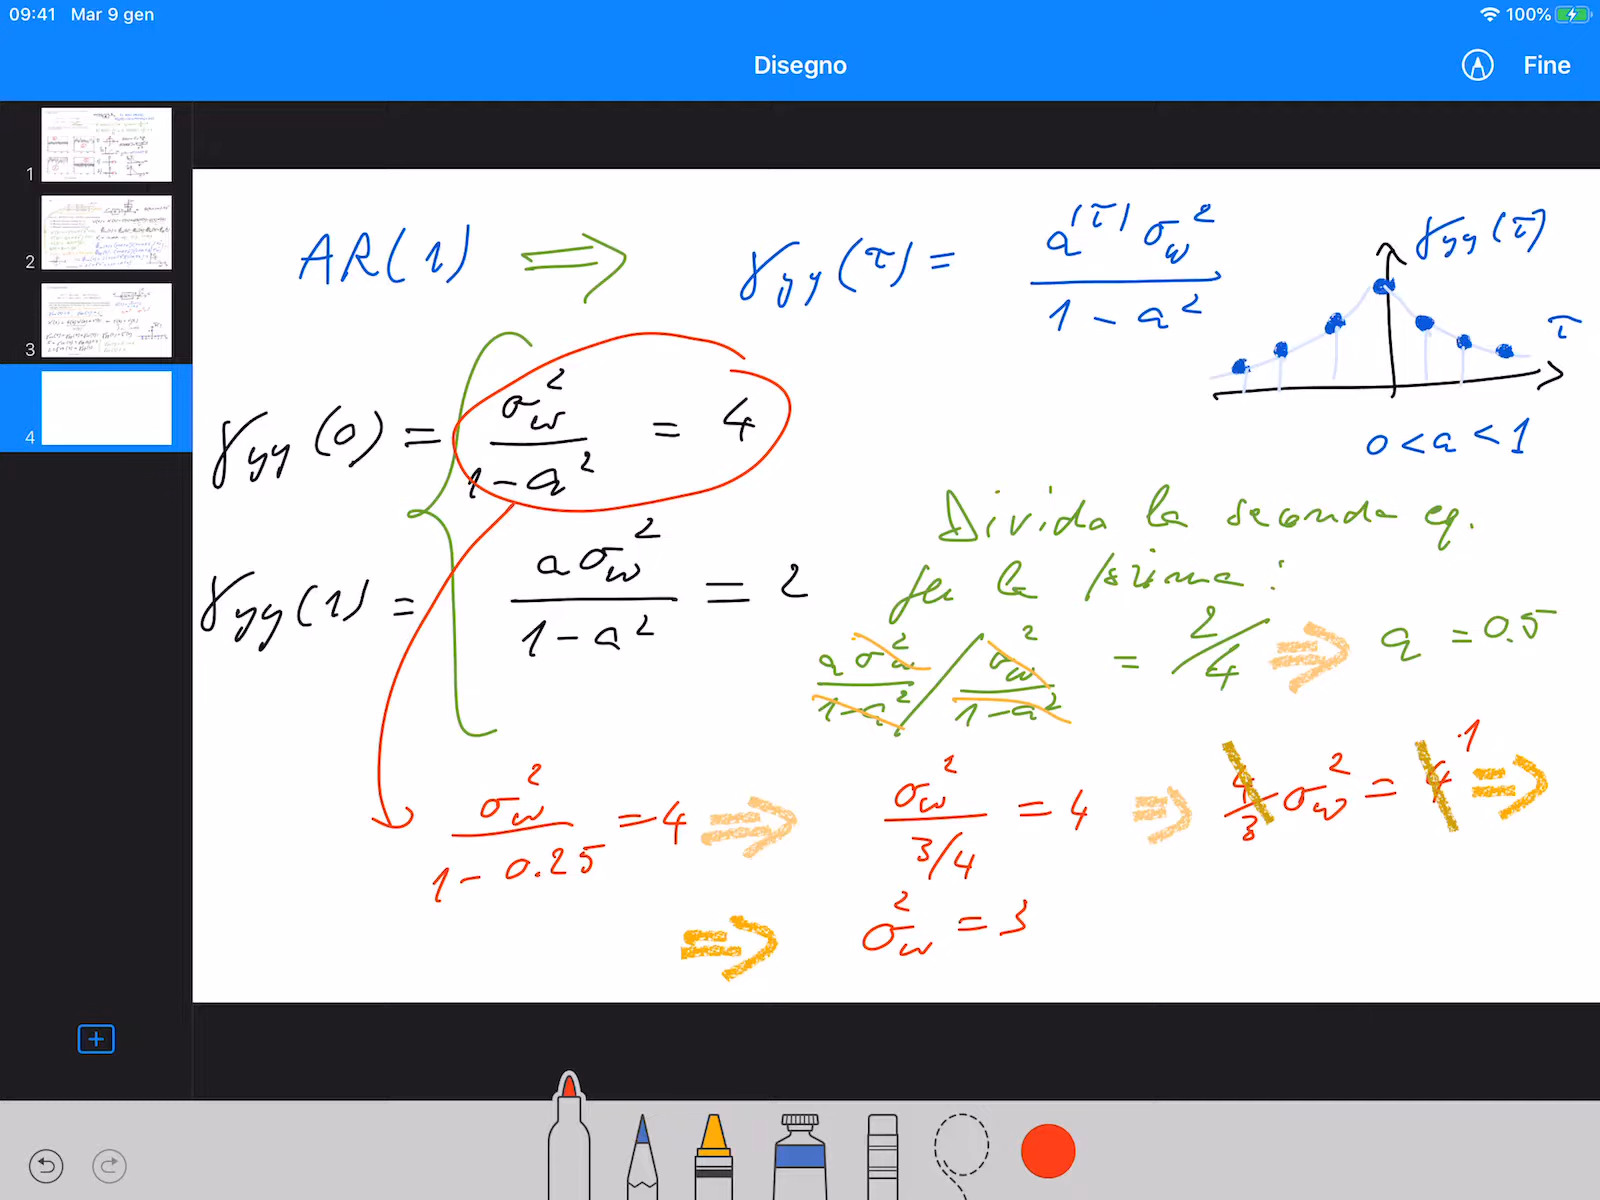 09:41 Mar 9 gen 100%
Disegno Fine
1
2
3
4
AR(1) ⇒ γyy(τ) = a^|τ| σw² / (1 - a²)
γyy(τ)
τ
0 < a < 1
γyy(0) = σw² / (1 - a²) = 4
γyy(1) = a σw² / (1 - a²) = 2
Divido la seconda eq.
per la prima:
a σw² / (1 - a²) / σw² / (1 - a²) = 2/4 ⇒ a = 0.5
σw² / (1 - 0.25) = 4 ⇒ σw² / (3/4) = 4 ⇒ 4/3 σw² = 4 · 1 ⇒
⇒ σw² = 3